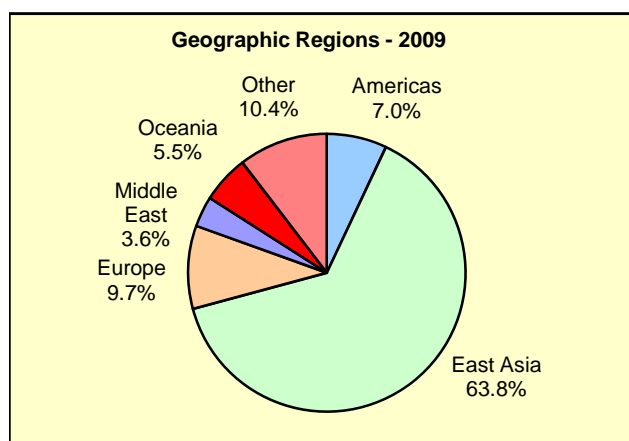 Geographic Regions - 2009
Other
10.4%
Americas
7.0%
Oceania
5.5%
Middle
East
3.6%
Europe
9.7%
East Asia
63.8%